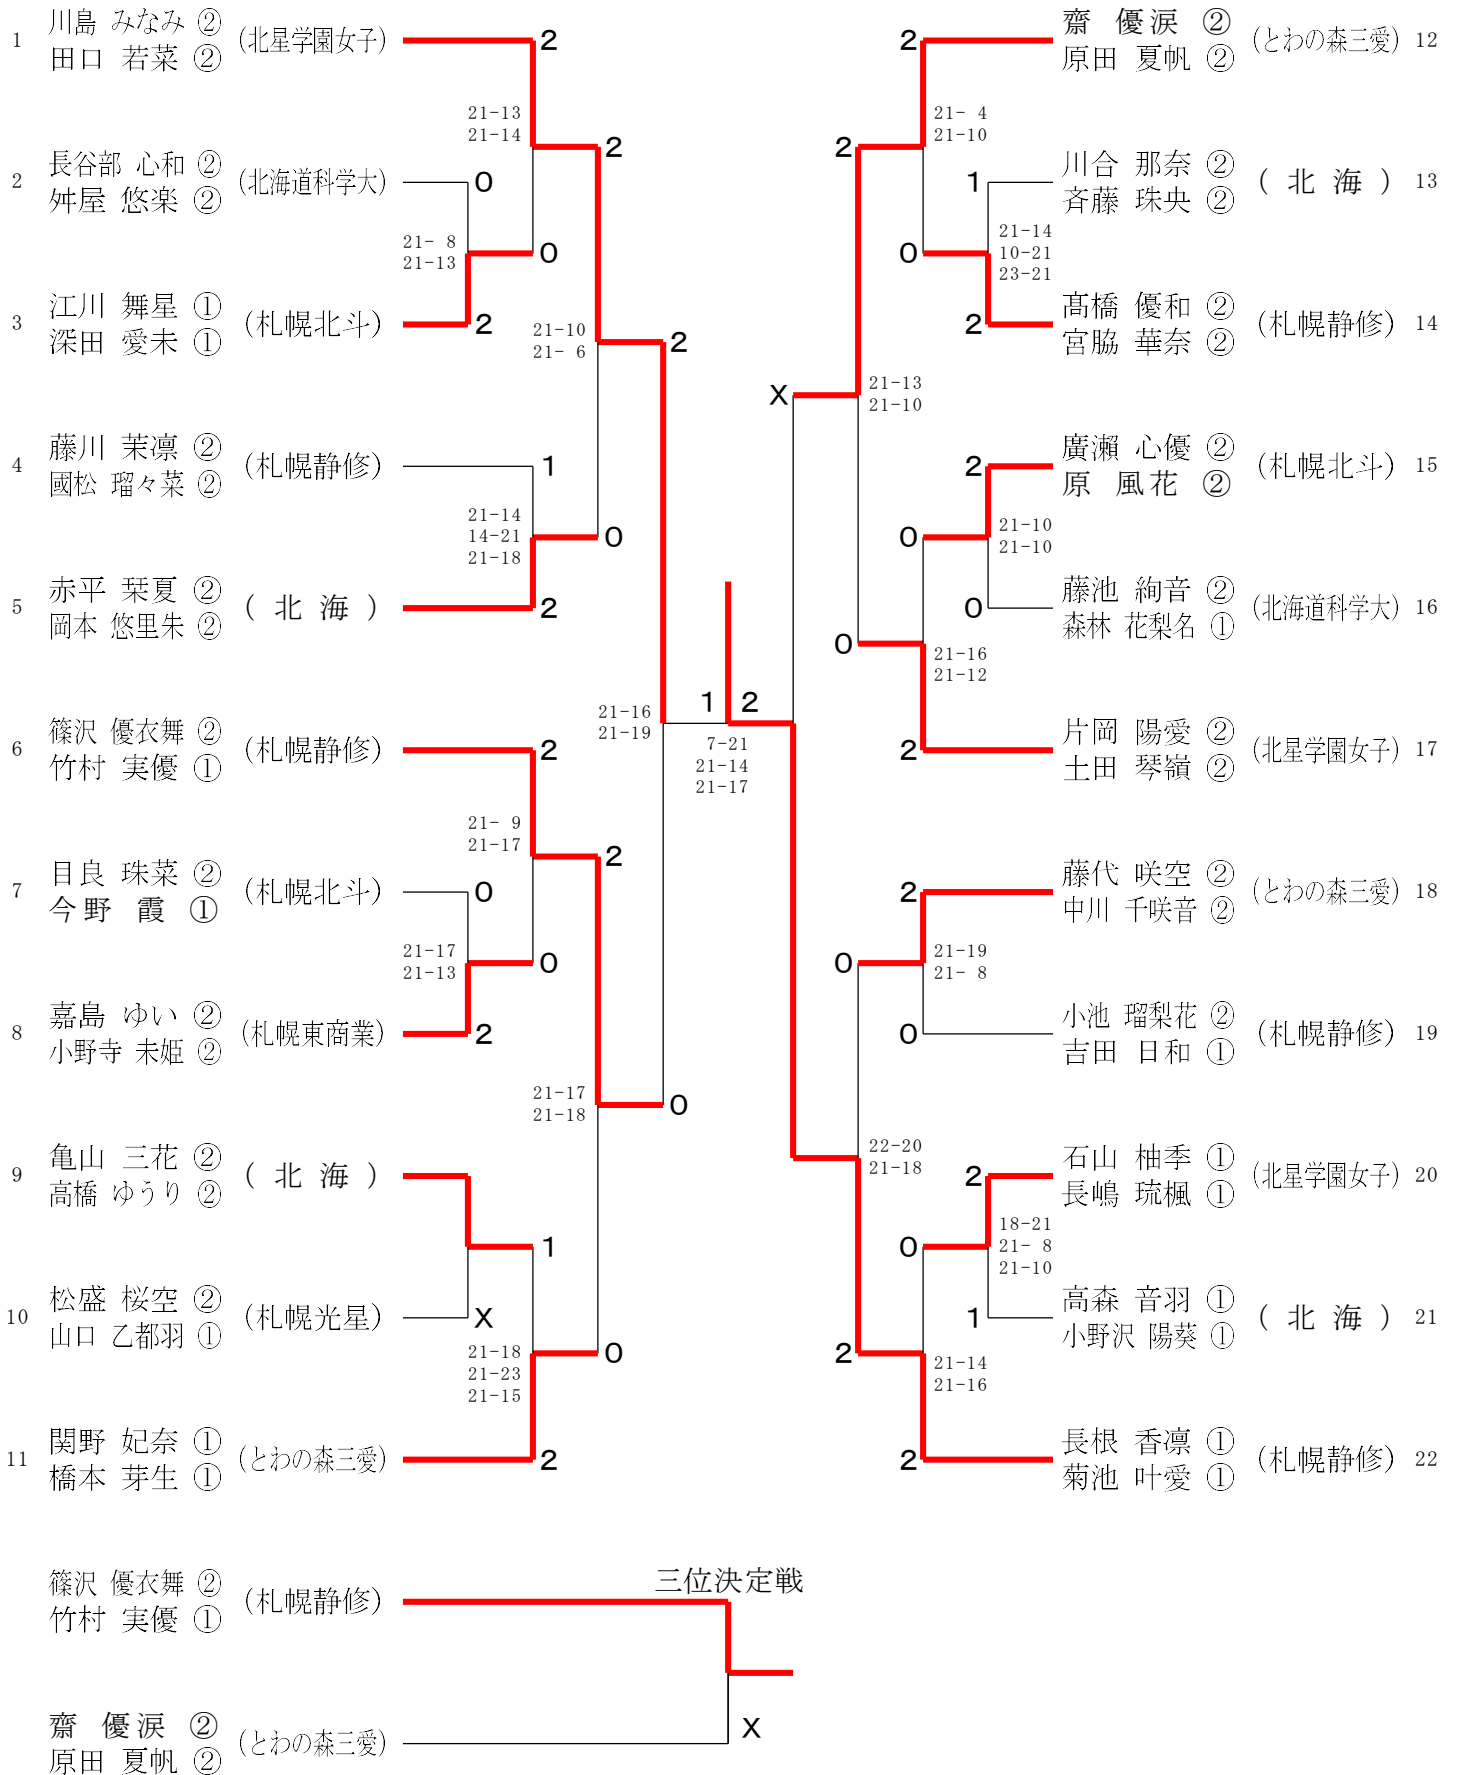 1 川島 みなみ ② (北星学園女子)
田口 若菜 ②
2
21-13
21-14
2
2 長谷部 心和 ② (北海道科学大)
舛屋 悠楽 ②
0
21- 8
21-13
0
3 江川 舞星 ① (札幌北斗)
深田 愛未 ①
2
21-10
21- 6
2
4 藤川 茉凛 ② (札幌静修)
國松 瑠々菜 ②
1
21-14
14-21
21-18
0
5 赤平 栞夏 ② ( 北 海 )
岡本 悠里朱 ②
2
21-16
21-19
1 2
7-21
21-14
21-17
6 篠沢 優衣舞 ② (札幌静修)
竹村 実優 ①
2
21- 9
21-17
2
7 目良 珠菜 ② (札幌北斗)
今野 霞 ①
0
21-17
21-13
0
8 嘉島 ゆい ② (札幌東商業)
小野寺 未姫 ②
2
21-17
21-18
0
9 亀山 三花 ② ( 北 海 )
高橋 ゆうり ②
1
10 松盛 桜空 ② (札幌光星)
山口 乙都羽 ①
X
21-18
21-23
21-15
0
11 関野 妃奈 ① (とわの森三愛)
橋本 芽生 ①
2
2
齋 優涙 ② (とわの森三愛) 12
原田 夏帆 ②
21- 4
21-10
2
1
川合 那奈 ② ( 北 海 ) 13
斉藤 珠央 ②
21-14
10-21
23-21
0
2
髙橋 優和 ② (札幌静修) 14
宮脇 華奈 ②
X
21-13
21-10
2
廣瀨 心優 ② (札幌北斗) 15
原 風花 ②
21-10
21-10
0
0
藤池 絢音 ② (北海道科学大) 16
森林 花梨名 ①
0
21-16
21-12
2
片岡 陽愛 ② (北星学園女子) 17
土田 琴嶺 ②
2
藤代 咲空 ② (とわの森三愛) 18
中川 千咲音 ②
0
21-19
21- 8
0
小池 瑠梨花 ② (札幌静修) 19
吉田 日和 ①
22-20
21-18
2
石山 柚季 ① (北星学園女子) 20
長嶋 琉楓 ①
18-21
21- 8
21-10
0
1
高森 音羽 ① ( 北 海 ) 21
小野沢 陽葵 ①
2
21-14
21-16
2
長根 香凛 ① (札幌静修) 22
菊池 叶愛 ①
三位決定戦
篠沢 優衣舞 ② (札幌静修)
竹村 実優 ①
齋 優涙 ② (とわの森三愛)
原田 夏帆 ②
X